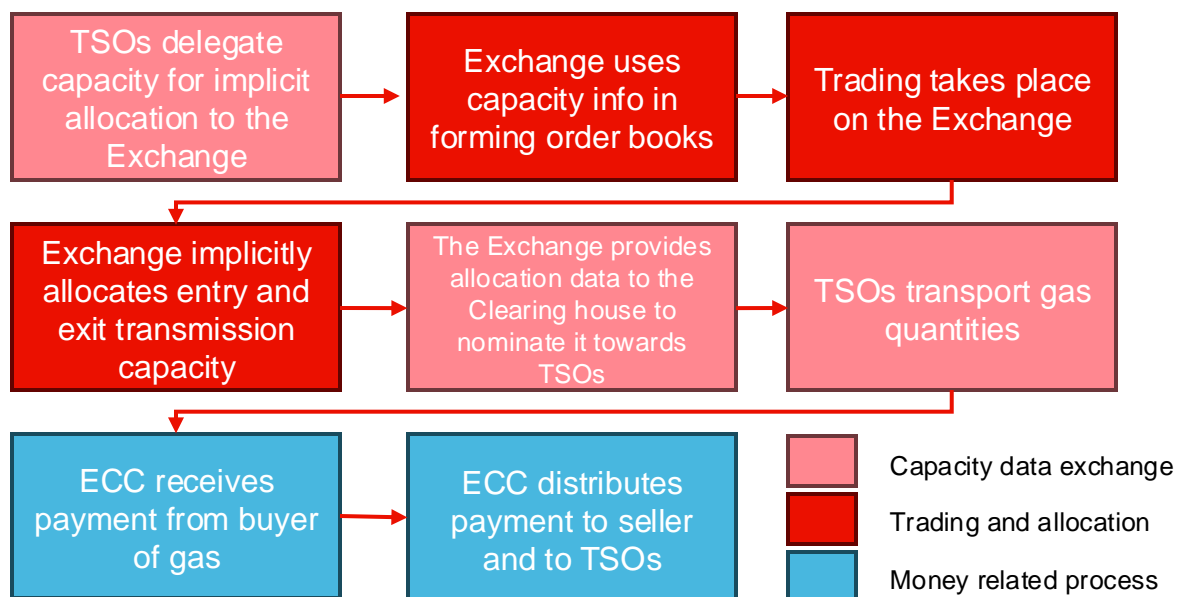 TSOs delegate
capacity for implicit
allocation to the
Exchange
Exchange uses
capacity info in
forming order books
Trading takes place
on the Exchange
Exchange implicitly
allocates entry and
exit transmission
capacity
The Exchange provides
allocation data to the
Clearing house to
nominate it towards
TSOs
TSOs transport gas
quantities
ECC receives
payment from buyer
of gas
ECC distributes
payment to seller
and to TSOs
Capacity data exchange
Trading and allocation
Money related process